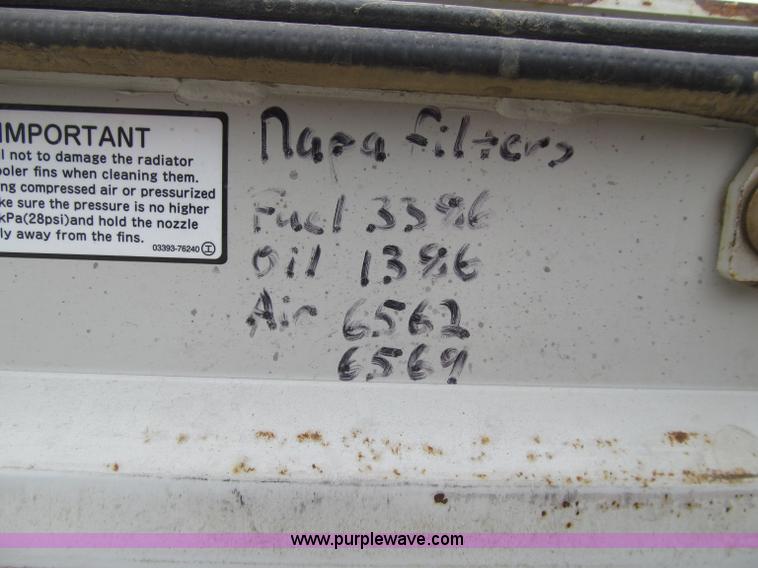 IMPORTANT
l not to damage the radiator
ooler fins when cleaning them.
ng compressed air or pressurized
ke sure the pressure is no higher
kPa(28psi)and hold the nozzle
ly away from the fins.
03393-76240
Napa filters
Fuel 3396
Oil 1396
Air 6562
6569
www.purplewave.com